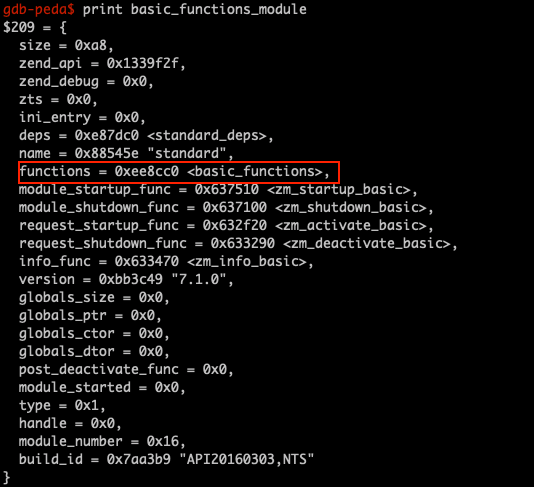 gdb-peda$ print basic_functions_module
$209 = {
  size = 0xa8,
  zend_api = 0x1339f2f,
  zend_debug = 0x0,
  zts = 0x0,
  ini_entry = 0x0,
  deps = 0xe87dc0 <standard_deps>,
  name = 0x88545e "standard",
  functions = 0xee8cc0 <basic_functions>,
  module_startup_func = 0x637510 <zm_startup_basic>,
  module_shutdown_func = 0x637100 <zm_shutdown_basic>,
  request_startup_func = 0x632f20 <zm_activate_basic>,
  request_shutdown_func = 0x633290 <zm_deactivate_basic>,
  info_func = 0x633470 <zm_info_basic>,
  version = 0xbb3c49 "7.1.0",
  globals_size = 0x0,
  globals_ptr = 0x0,
  globals_ctor = 0x0,
  globals_dtor = 0x0,
  post_deactivate_func = 0x0,
  module_started = 0x0,
  type = 0x1,
  handle = 0x0,
  module_number = 0x16,
  build_id = 0x7aa3b9 "API20160303,NTS"
}